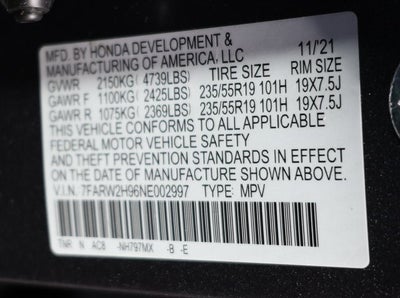 MFD. BY HONDA DEVELOPMENT & 11/21
MANUFACTURING OF AMERICA, LLC
GVWR 2150KG (4739LBS) TIRE SIZE RIM SIZE
GAWR F 1100KG (2425LBS) 235/55R19 101H 19X7.5J
GAWR R 1075KG (2369LBS) 235/55R19 101H 19X7.5J
THIS VEHICLE CONFORMS TO ALL APPLICABLE
FEDERAL MOTOR VEHICLE SAFETY
AND THEFT PREVENTION STANDARDS IN EFFECT
ON THE DATE OF MANUFACTURE SHOWN ABOVE.
V.I.N. 7FARW2H96NE002997 TYPE: MPV
TNR N AC8 -NH797MX -B -E